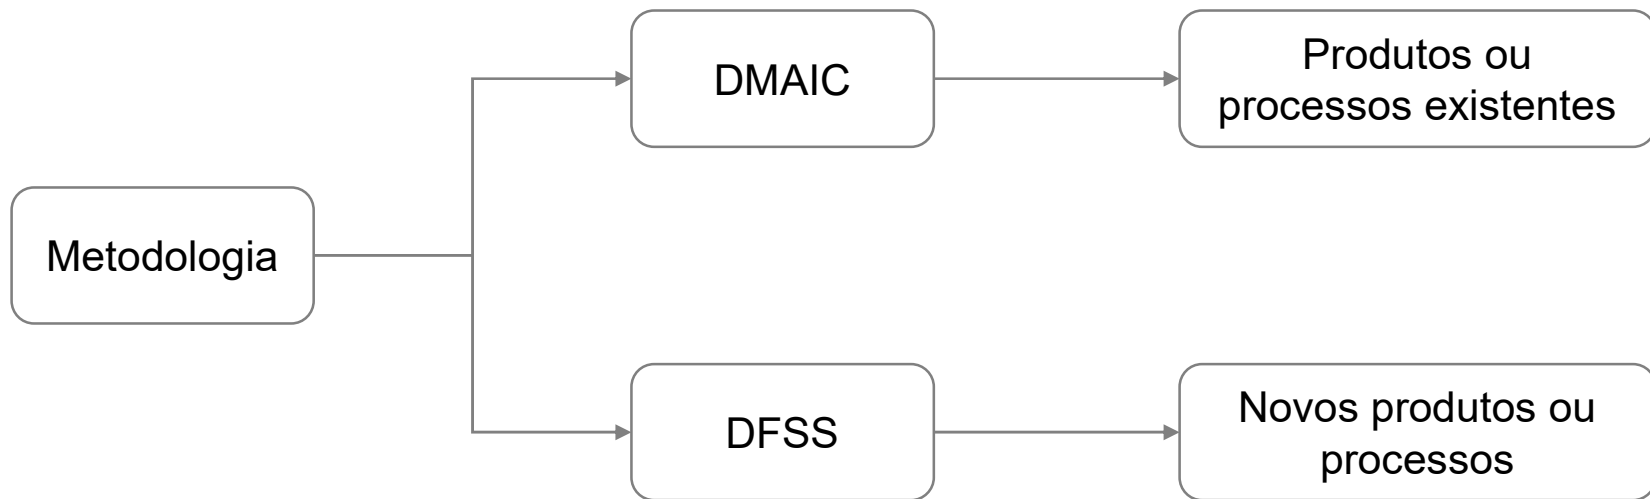 Metodologia
DMAIC
Produtos ou
processos existentes
DFSS
Novos produtos ou
processos